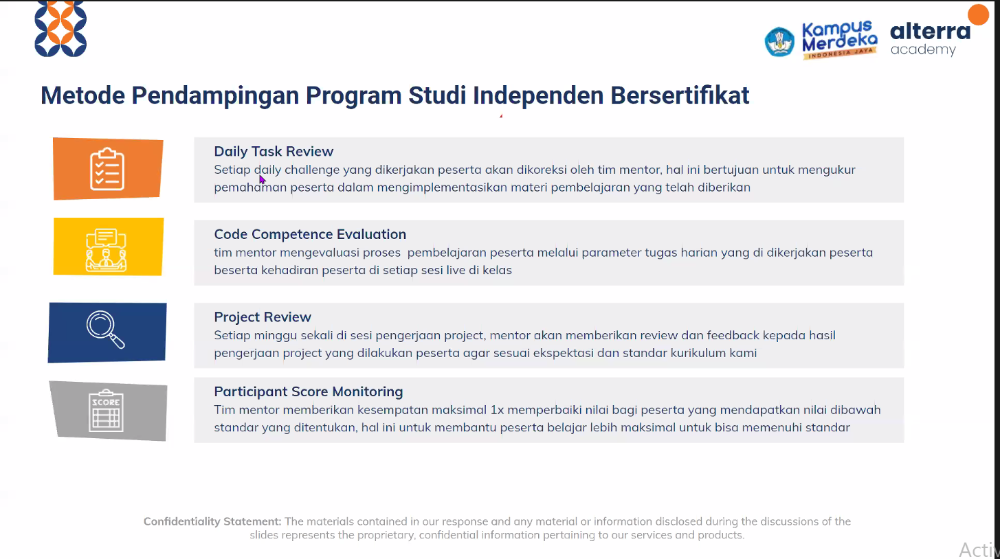 Kampus
Merdeka
INDONESIA JAYA
alterra
academy
Metode Pendampingan Program Studi Independen Bersertifikat
Daily Task Review
Setiap daily challenge yang dikerjakan peserta akan dikoreksi oleh tim mentor, hal ini bertujuan untuk mengukur
pemahaman peserta dalam mengimplementasikan materi pembelajaran yang telah diberikan
Code Competence Evaluation
tim mentor mengevaluasi proses pembelajaran peserta melalui parameter tugas harian yang di dikerjakan peserta
beserta kehadiran peserta di setiap sesi live di kelas
Project Review
Setiap minggu sekali di sesi pengerjaan project, mentor akan memberikan review dan feedback kepada hasil
pengerjaan project yang dilakukan peserta agar sesuai ekspektasi dan standar kurikulum kami
SCORE
Participant Score Monitoring
Tim mentor memberikan kesempatan maksimal 1x memperbaiki nilai bagi peserta yang mendapatkan nilai dibawah
standar yang ditentukan, hal ini untuk membantu peserta belajar lebih maksimal untuk bisa memenuhi standar
Confidentiality Statement: The materials contained in our response and any material or information disclosed during the discussions of the
slides represents the proprietary, confidential information pertaining to our services and products.